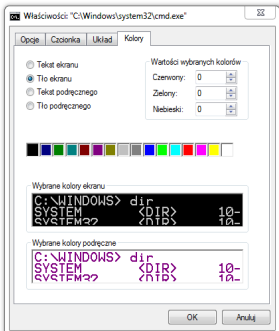 Właściwości: "C:\Windows\system32\cmd.exe"
Opcje Czcionka Układ Kolory
Tekst ekranu
Tło ekranu
Tekst podręcznego
Tło podręcznego
Wartości wybranych kolorów
Czerwony: 0
Zielony: 0
Niebieski: 0
Wybrane kolory ekranu
C:\WINDOWS> dir
SYSTEM <DIR> 10-
SYSTEM32 <DIR> 10-
Wybrane kolory podręczne
C:\WINDOWS> dir
SYSTEM <DIR> 10-
SYSTEM32 <DIR> 10-
OK Anuluj